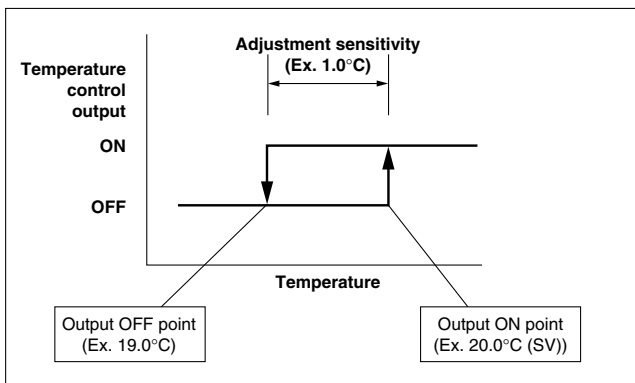 Adjustment sensitivity
(Ex. 1.0°C)
Temperature
control
output
ON
OFF
Temperature
Output OFF point
(Ex. 19.0°C)
Output ON point
(Ex. 20.0°C (SV))